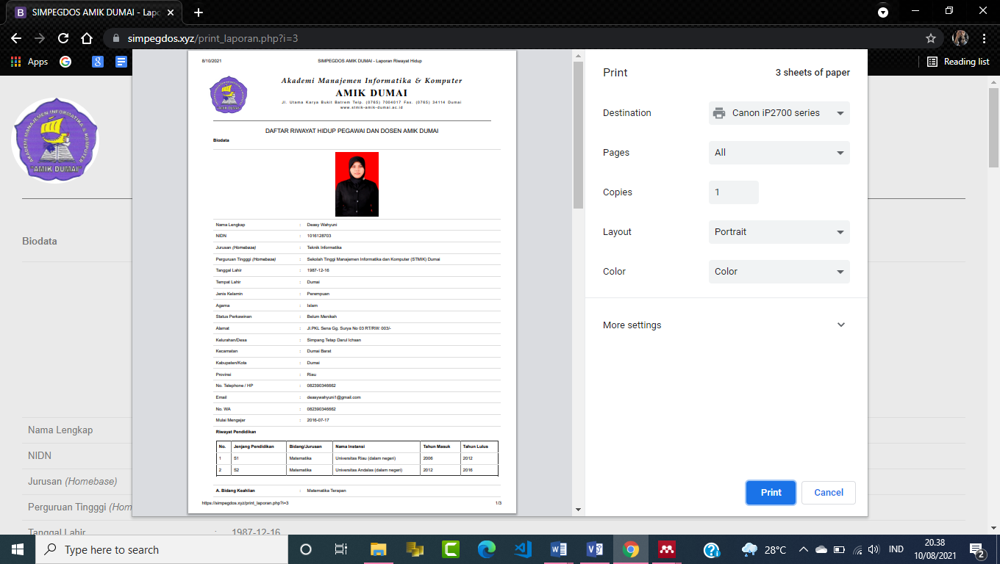 SIMPEGDOS AMIK DUMAI - Lapo
simpegdos.xyz/print_laporan.php?i=3
Apps
Reading list
AKADEMI MANAJEMEN INFORMATIKA & KOMPUTER
"AMIK DUMAI"
Biodata
Nama Lengkap
NIDN
Jurusan (Homebase)
Perguruan Tingggi (Hom
Tanggal Lahir : 1987-12-16
8/10/2021 SIMPEGDOS AMIK DUMAI - Laporan Riwayat Hidup
Akademi Manajemen Informatika & Komputer
AMIK DUMAI
Jl. Utama Karya Bukit Batrem Telp. (0765) 7004017 Fax. (0765) 34114 Dumai
www.stmik-amik-dumai.ac.id
DAFTAR RIWAYAT HIDUP PEGAWAI DAN DOSEN AMIK DUMAI
Biodata
Nama Lengkap : Deasy Wahyuni
NIDN : 1016128703
Jurusan (Homebase) : Teknik Informatika
Perguruan Tingggi (Homebase) : Sekolah Tinggi Manajemen Informatika dan Komputer (STMIK) Dumai
Tanggal Lahir : 1987-12-16
Tempat Lahir : Dumai
Jenis Kelamin : Perempuan
Agama : Islam
Status Perkawinan : Belum Menikah
Alamat : Jl.PKL Sena Gg. Surya No 03 RT/RW: 003/-
Kelurahan/Desa : Simpang Tetap Darul Ichsan
Kecamatan : Dumai Barat
Kabupaten/Kota : Dumai
Provinsi : Riau
No. Telephone / HP : 082390346662
Email : deasywahyuni1@gmail.com
No. WA : 082390346662
Mulai Mengajar : 2016-07-17
Riwayat Pendidikan
No. Jenjang Pendidikan Bidang/Jurusan Nama Instansi Tahun Masuk Tahun Lulus
1 S1 Matematika Universitas Riau (dalam negeri) 2006 2012
2 S2 Matematika Universitas Andalas (dalam negeri) 2012 2016
A. Bidang Keahlian : Matematika Terapan
https://simpegdos.xyz/print_laporan.php?i=3 1/3
Print 3 sheets of paper
Destination Canon iP2700 series
Pages All
Copies 1
Layout Portrait
Color Color
More settings
Print Cancel
Type here to search
28°C
IND
20.38
10/08/2021
2